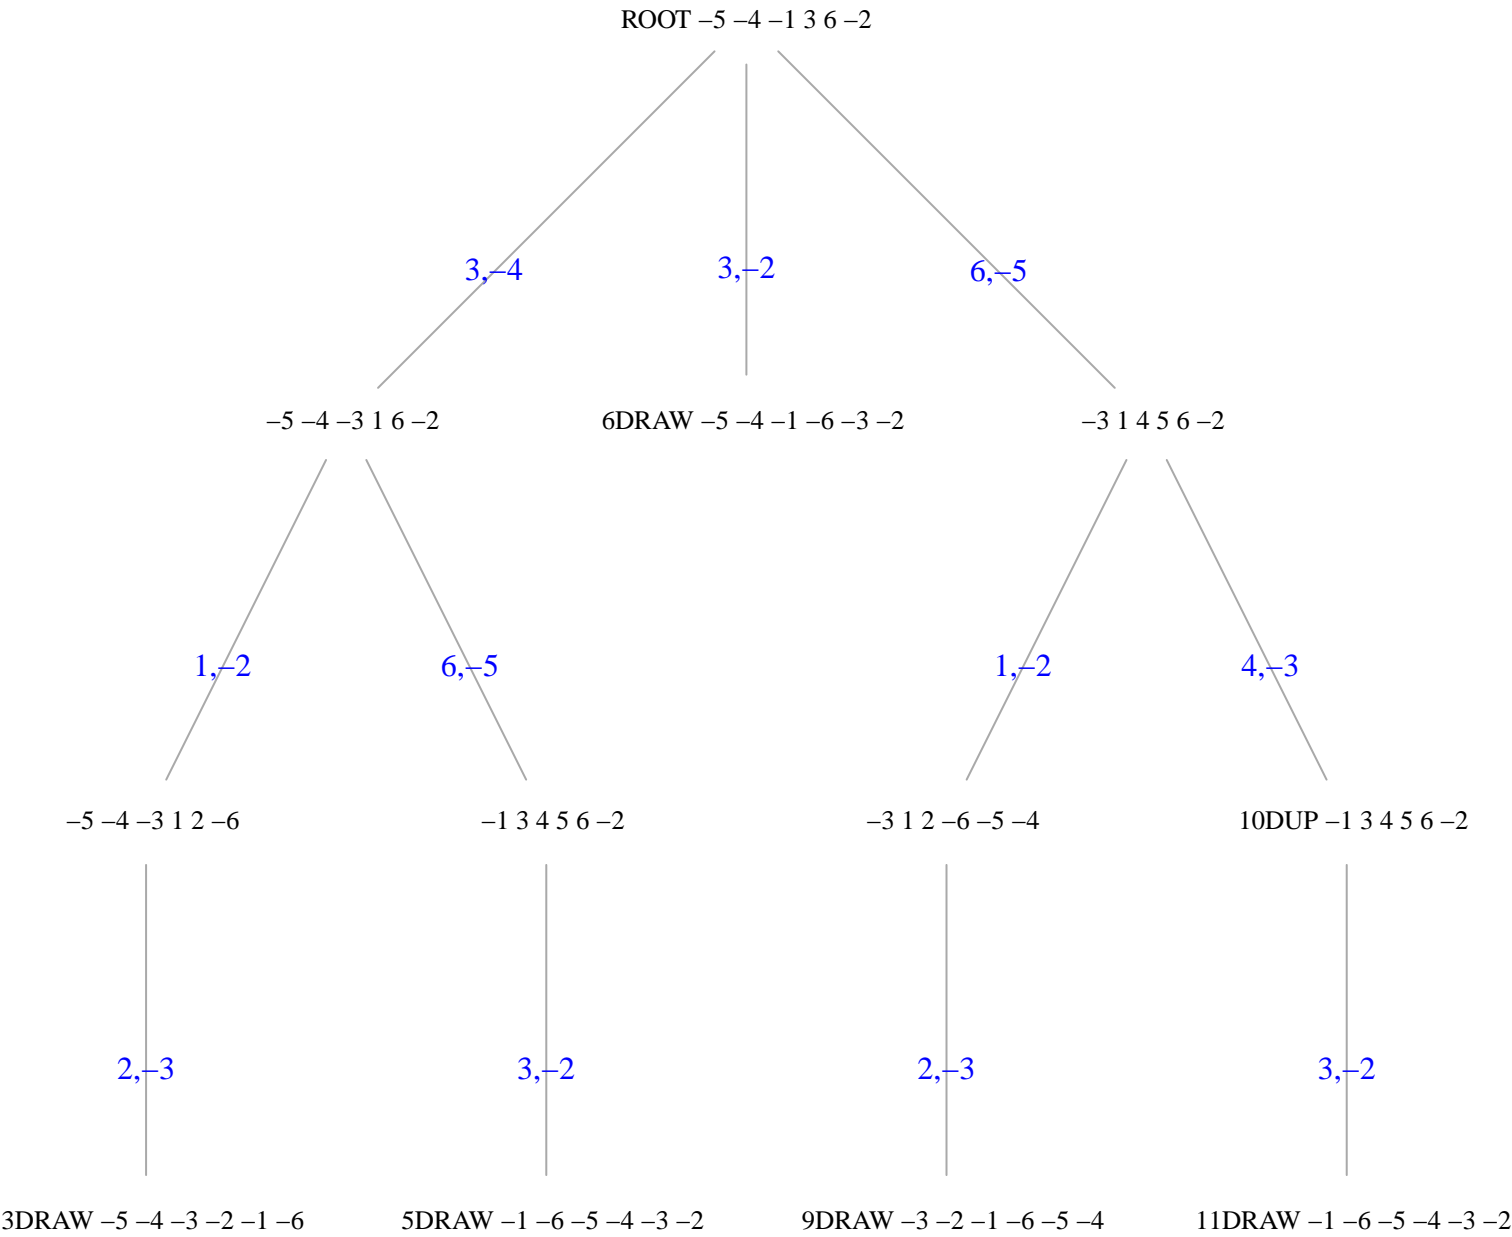 ROOT –5 –4 –1 3 6 –2
3,–4
3,–2
6,–5
–5 –4 –3 1 6 –2
6DRAW –5 –4 –1 –6 –3 –2
–3 1 4 5 6 –2
1,–2
6,–5
1,–2
4,–3
–5 –4 –3 1 2 –6
–1 3 4 5 6 –2
–3 1 2 –6 –5 –4
10DUP –1 3 4 5 6 –2
2,–3
3,–2
2,–3
3,–2
3DRAW –5 –4 –3 –2 –1 –6
5DRAW –1 –6 –5 –4 –3 –2
9DRAW –3 –2 –1 –6 –5 –4
11DRAW –1 –6 –5 –4 –3 –2